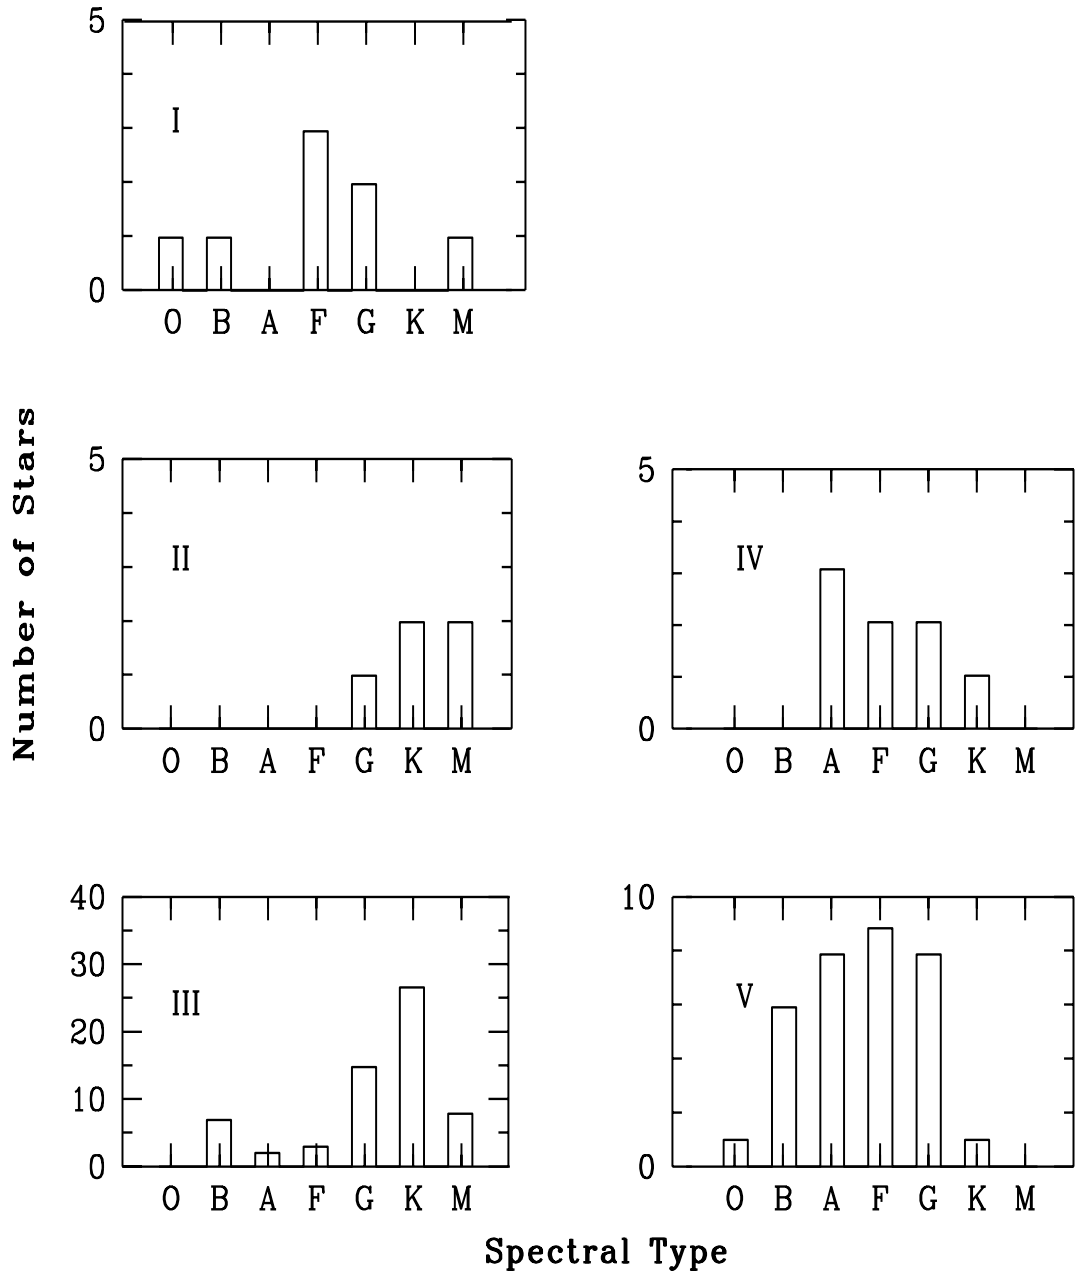 5
I
0
O B A F G K M
Number of Stars
5
II
0
O B A F G K M
5
IV
0
O B A F G K M
40
30
III
20
10
0
O B A F G K M
10
V
0
O B A F G K M
Spectral Type